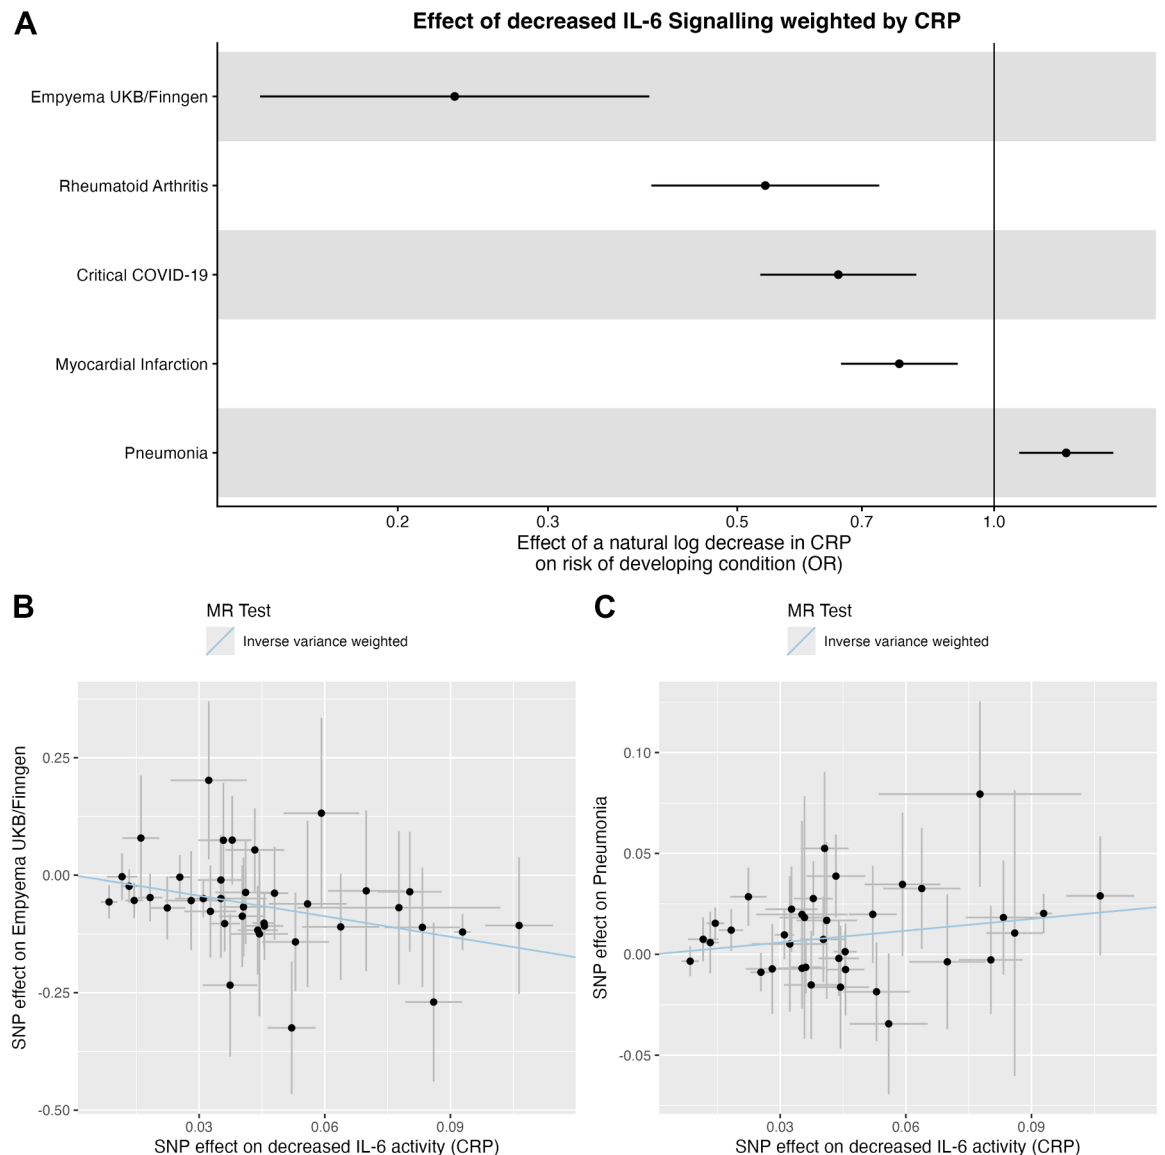 A
Effect of decreased IL-6 Signalling weighted by CRP
Empyema UKB/Finngen
Rheumatoid Arthritis
Critical COVID-19
Myocardial Infarction
Pneumonia
0.2 0.3 0.5 0.7 1.0
Effect of a natural log decrease in CRP
on risk of developing condition (OR)
B
MR Test
Inverse variance weighted
SNP effect on Empyema UKB/Finngen
0.25
0.00
-0.25
-0.50
0.03 0.06 0.09
SNP effect on decreased IL-6 activity (CRP)
C
MR Test
Inverse variance weighted
SNP effect on Pneumonia
0.10
0.05
0.00
-0.05
0.03 0.06 0.09
SNP effect on decreased IL-6 activity (CRP)